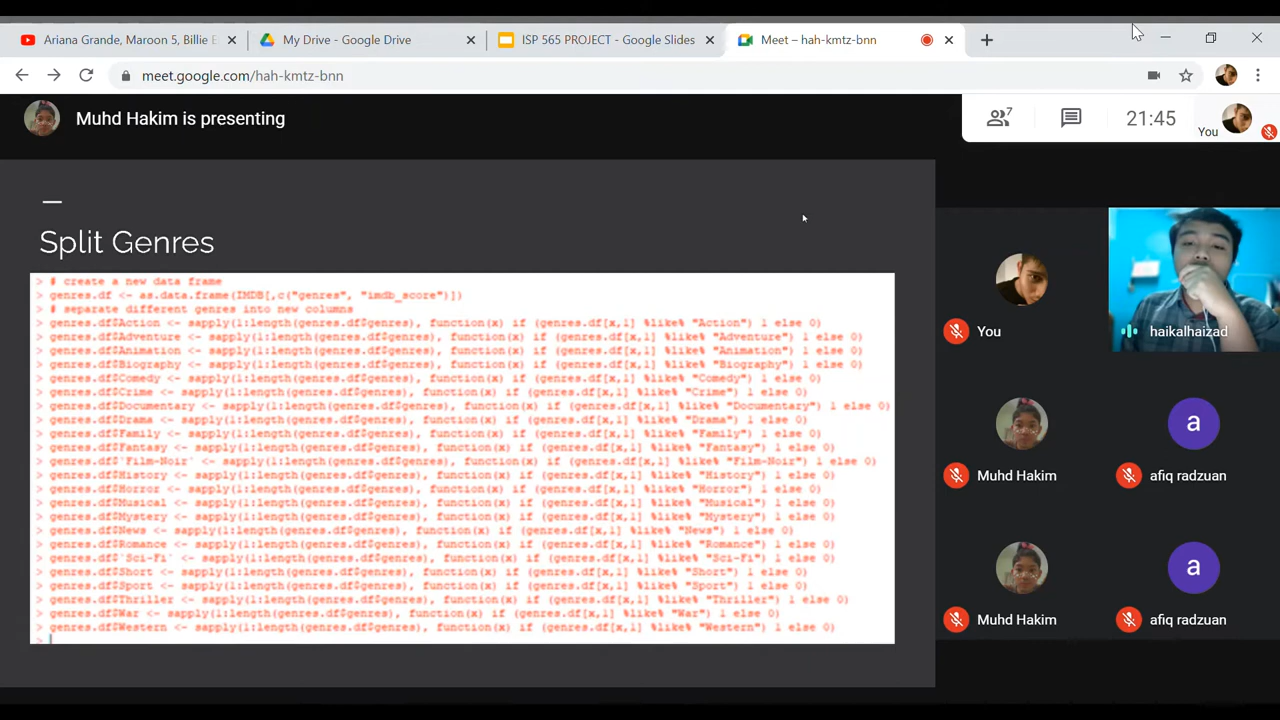 Ariana Grande, Maroon 5, Billie E
My Drive - Google Drive
ISP 565 PROJECT - Google Slides
Meet – hah-kmtz-bnn
meet.google.com/hah-kmtz-bnn
Muhd Hakim is presenting
7
21:45
You
Split Genres
> # create a new data frame
> genres.df <- as.data.frame(IMDB[,c("genres", "imdb_score")])
> # separate different genres into new columns
> genres.df$Action <- sapply(1:length(genres.df$genres), function(x) if (genres.df[x,1] %like% "Action") 1 else 0)
> genres.df$Adventure <- sapply(1:length(genres.df$genres), function(x) if (genres.df[x,1] %like% "Adventure") 1 else 0)
> genres.df$Animation <- sapply(1:length(genres.df$genres), function(x) if (genres.df[x,1] %like% "Animation") 1 else 0)
> genres.df$Biography <- sapply(1:length(genres.df$genres), function(x) if (genres.df[x,1] %like% "Biography") 1 else 0)
> genres.df$Comedy <- sapply(1:length(genres.df$genres), function(x) if (genres.df[x,1] %like% "Comedy") 1 else 0)
> genres.df$Crime <- sapply(1:length(genres.df$genres), function(x) if (genres.df[x,1] %like% "Crime") 1 else 0)
> genres.df$Documentary <- sapply(1:length(genres.df$genres), function(x) if (genres.df[x,1] %like% "Documentary") 1 else 0)
> genres.df$Drama <- sapply(1:length(genres.df$genres), function(x) if (genres.df[x,1] %like% "Drama") 1 else 0)
> genres.df$Family <- sapply(1:length(genres.df$genres), function(x) if (genres.df[x,1] %like% "Family") 1 else 0)
> genres.df$Fantasy <- sapply(1:length(genres.df$genres), function(x) if (genres.df[x,1] %like% "Fantasy") 1 else 0)
> genres.df$`Film-Noir` <- sapply(1:length(genres.df$genres), function(x) if (genres.df[x,1] %like% "Film-Noir") 1 else 0)
> genres.df$History <- sapply(1:length(genres.df$genres), function(x) if (genres.df[x,1] %like% "History") 1 else 0)
> genres.df$Horror <- sapply(1:length(genres.df$genres), function(x) if (genres.df[x,1] %like% "Horror") 1 else 0)
> genres.df$Musical <- sapply(1:length(genres.df$genres), function(x) if (genres.df[x,1] %like% "Musical") 1 else 0)
> genres.df$Mystery <- sapply(1:length(genres.df$genres), function(x) if (genres.df[x,1] %like% "Mystery") 1 else 0)
> genres.df$News <- sapply(1:length(genres.df$genres), function(x) if (genres.df[x,1] %like% "News") 1 else 0)
> genres.df$Romance <- sapply(1:length(genres.df$genres), function(x) if (genres.df[x,1] %like% "Romance") 1 else 0)
> genres.df$`Sci-Fi` <- sapply(1:length(genres.df$genres), function(x) if (genres.df[x,1] %like% "Sci-Fi") 1 else 0)
> genres.df$Short <- sapply(1:length(genres.df$genres), function(x) if (genres.df[x,1] %like% "Short") 1 else 0)
> genres.df$Sport <- sapply(1:length(genres.df$genres), function(x) if (genres.df[x,1] %like% "Sport") 1 else 0)
> genres.df$Thriller <- sapply(1:length(genres.df$genres), function(x) if (genres.df[x,1] %like% "Thriller") 1 else 0)
> genres.df$War <- sapply(1:length(genres.df$genres), function(x) if (genres.df[x,1] %like% "War") 1 else 0)
> genres.df$Western <- sapply(1:length(genres.df$genres), function(x) if (genres.df[x,1] %like% "Western") 1 else 0)
>
You
haikalhaizad
a
Muhd Hakim
afiq radzuan
a
Muhd Hakim
afiq radzuan